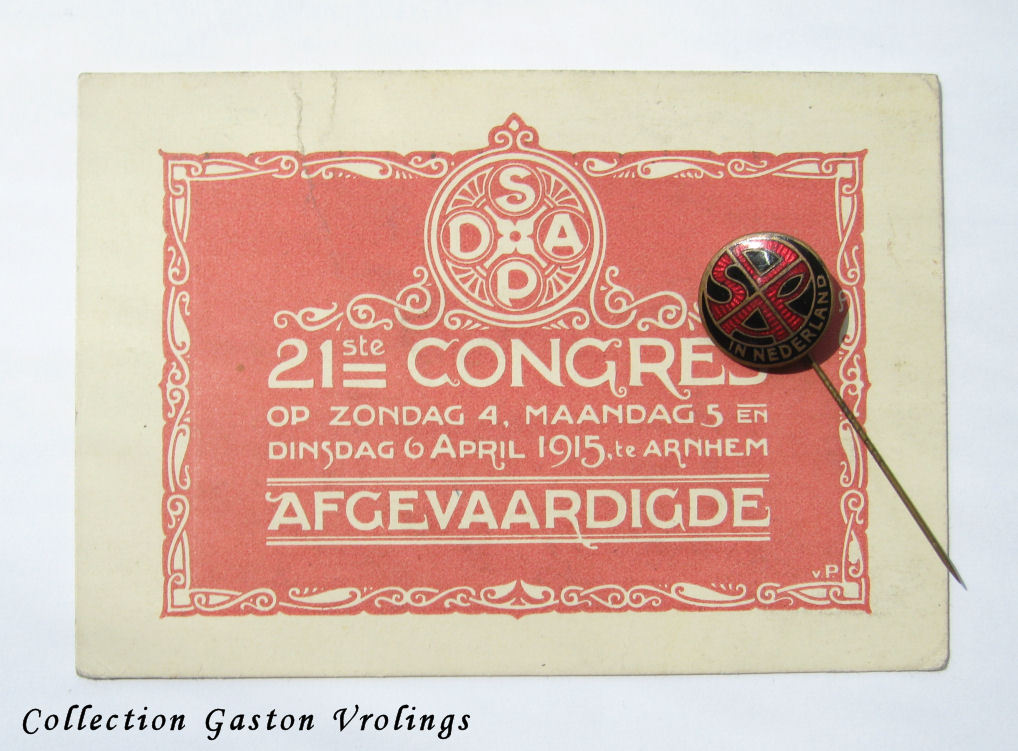 S
D A
P
21ste CONGRES
OP ZONDAG 4, MAANDAG 5 EN
DINSDAG 6 APRIL 1915, te ARNHEM
AFGEVAARDIGDE
v.P
SDAP
IN NEDERLAND
Collection Gaston Vrolings